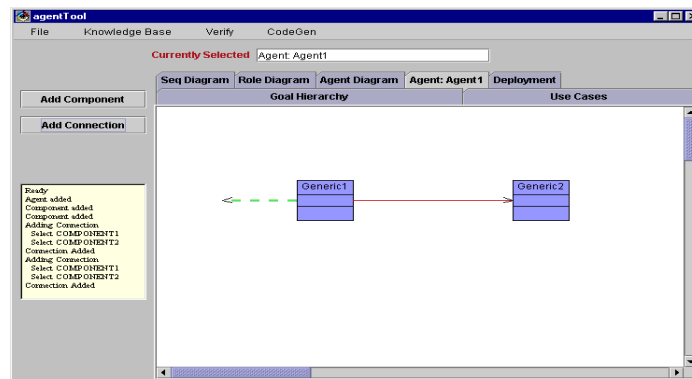 agentTool
File Knowledge Base Verify CodeGen
Currently Selected Agent: Agent1
Seq Diagram Role Diagram Agent Diagram Agent: Agent1 Deployment
Goal Hierarchy Use Cases
Add Component
Add Connection
Generic1 Generic2
Ready
Agent added
Component added
Component added
Adding Connection
Select COMPONENT1
Select COMPONENT2
Connection Added
Adding Connection
Select COMPONENT1
Select COMPONENT2
Connection Added